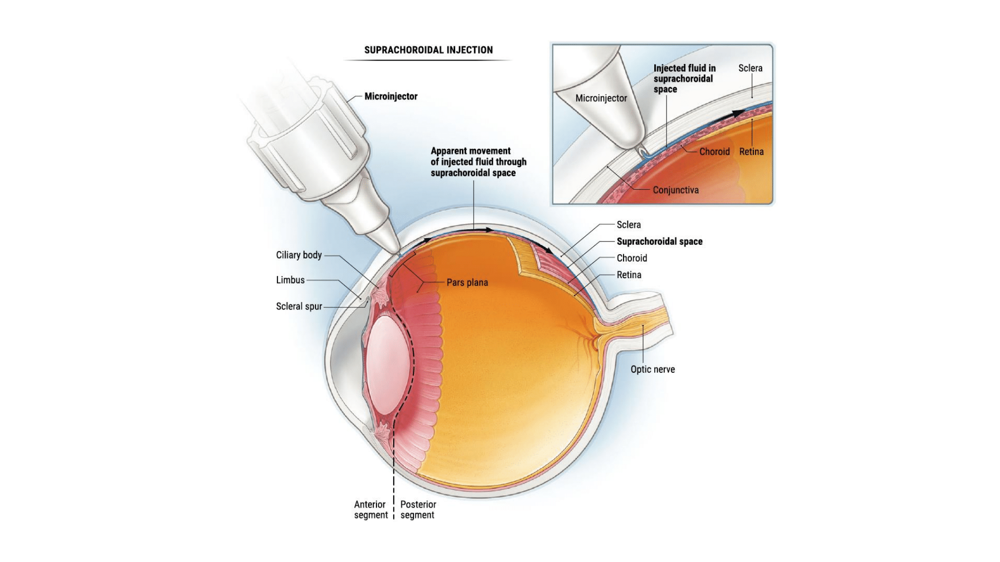 SUPRACHOROIDAL INJECTION
Microinjector
Apparent movement
of injected fluid through
suprachoroidal space
Injected fluid in
suprachoroidal
space
Sclera
Microinjector
Choroid
Retina
Conjunctiva
Sclera
Suprachoroidal space
Choroid
Retina
Ciliary body
Limbus
Scleral spur
Pars plana
Optic nerve
Anterior
segment
Posterior
segment